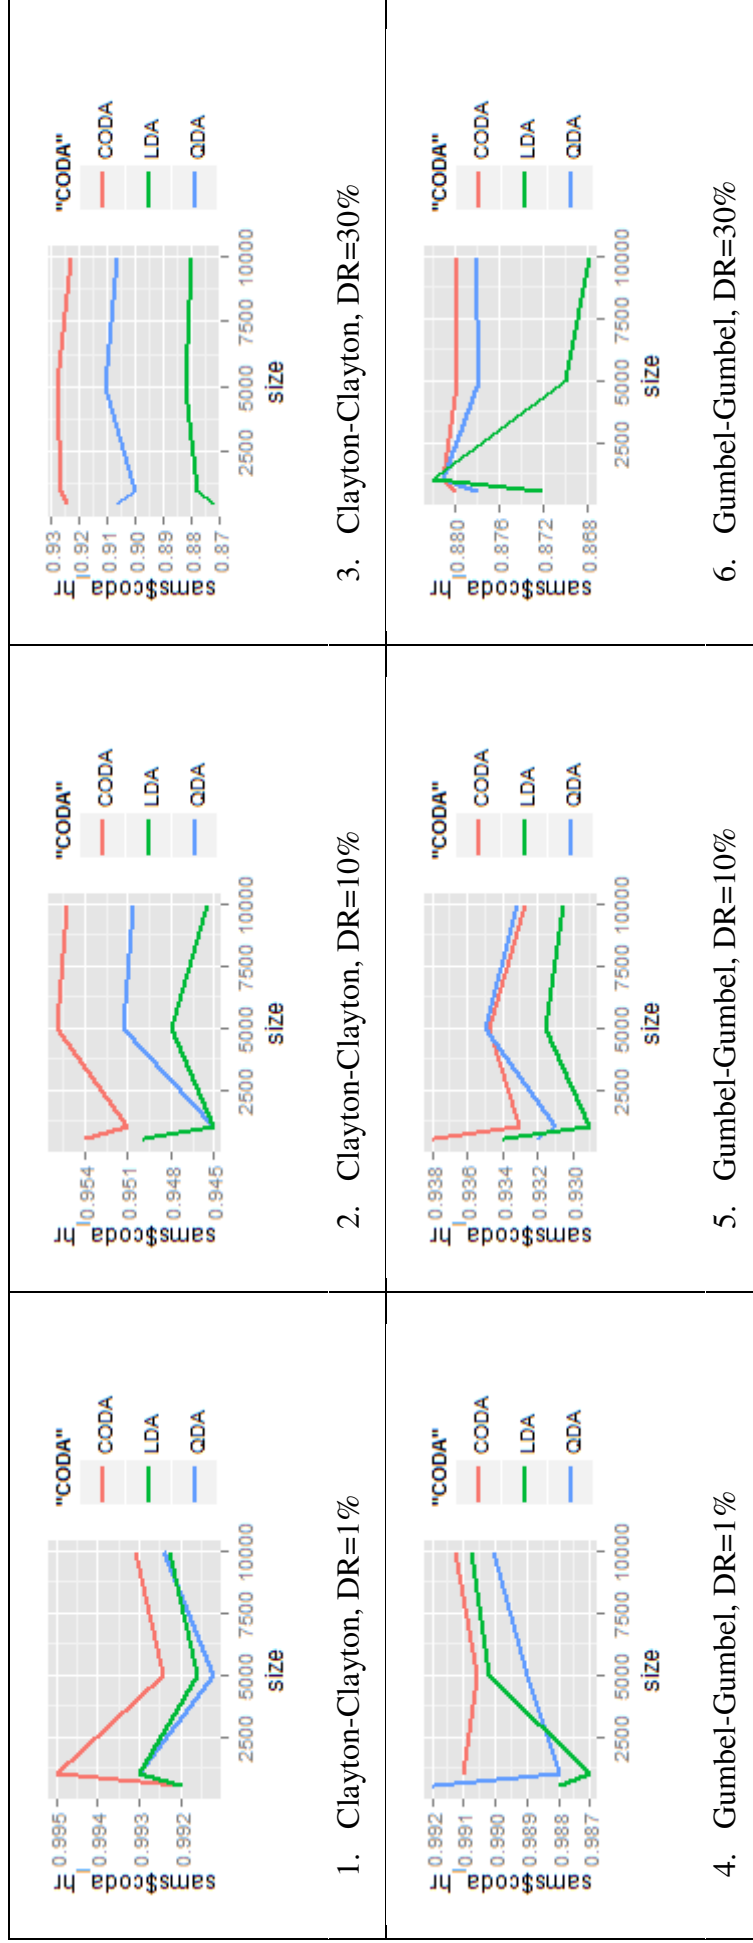 sams$coda_hr
0.995
0.994
0.993
0.992
2500 5000 7500 10000
size
"CODA"
CODA
LDA
QDA
1. Clayton-Clayton, DR=1%
sams$coda_hr
0.954
0.951
0.948
0.945
2500 5000 7500 10000
size
"CODA"
CODA
LDA
QDA
2. Clayton-Clayton, DR=10%
sams$coda_hr
0.93
0.92
0.91
0.90
0.89
0.88
0.87
2500 5000 7500 10000
size
"CODA"
CODA
LDA
QDA
3. Clayton-Clayton, DR=30%
sams$coda_hr
0.992
0.991
0.990
0.989
0.988
0.987
2500 5000 7500 10000
size
"CODA"
CODA
LDA
QDA
4. Gumbel-Gumbel, DR=1%
sams$coda_hr
0.938
0.936
0.934
0.932
0.930
2500 5000 7500 10000
size
"CODA"
CODA
LDA
QDA
5. Gumbel-Gumbel, DR=10%
sams$coda_hr
0.880
0.876
0.872
0.868
2500 5000 7500 10000
size
"CODA"
CODA
LDA
QDA
6. Gumbel-Gumbel, DR=30%